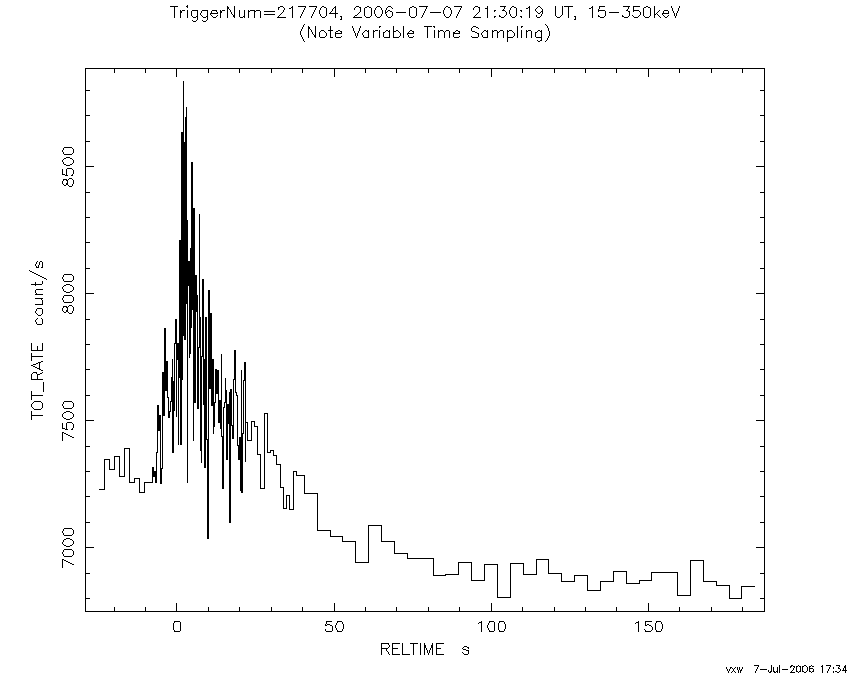 TriggerNum=217704, 2006-07-07 21:30:19 UT, 15-350keV
(Note Variable Time Sampling)
TOT_RATE count/s
8500
8000
7500
7000
0 50 100 150
RELTIME s
vxw 7-Jul-2006 17:34